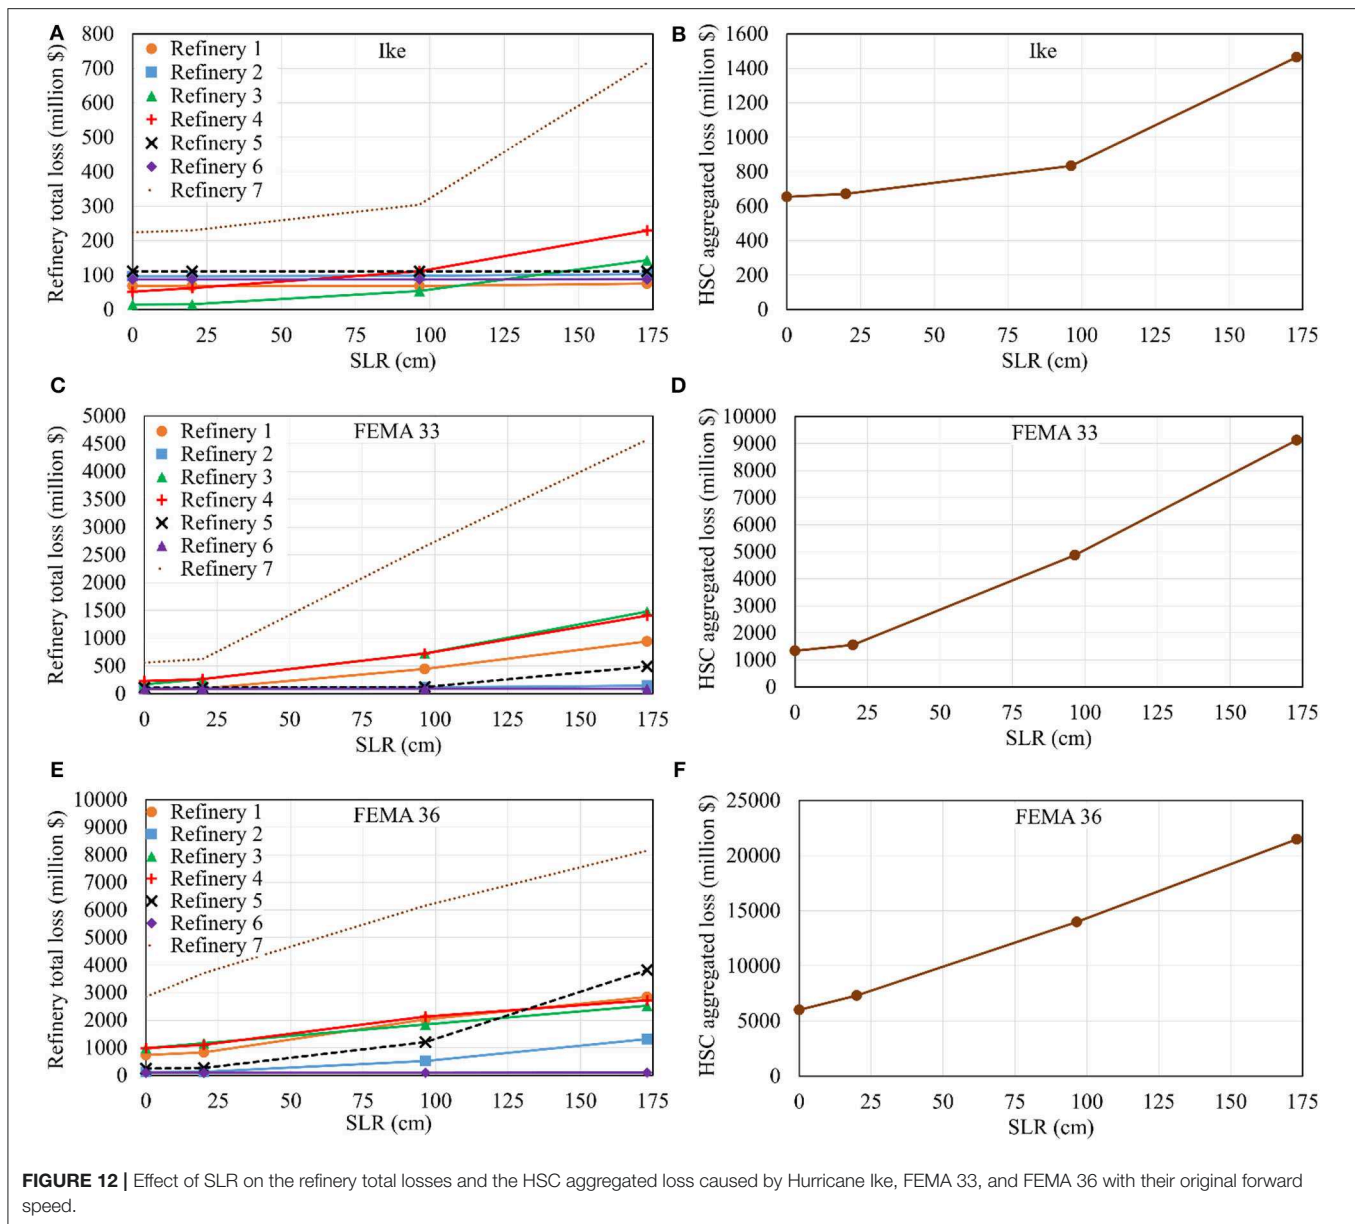 A
Refinery total loss (million $)
Ike
800
700
600
500
400
300
200
100
0
Refinery 1
Refinery 2
Refinery 3
Refinery 4
Refinery 5
Refinery 6
Refinery 7
0 25 50 75 100 125 150 175
SLR (cm)
B
HSC aggregated loss (million $)
Ike
1600
1400
1200
1000
800
600
400
200
0
0 25 50 75 100 125 150 175
SLR (cm)
C
Refinery total loss (million $)
FEMA 33
5000
4500
4000
3500
3000
2500
2000
1500
1000
500
0
Refinery 1
Refinery 2
Refinery 3
Refinery 4
Refinery 5
Refinery 6
Refinery 7
0 25 50 75 100 125 150 175
SLR (cm)
D
HSC aggregated loss (million $)
FEMA 33
10000
9000
8000
7000
6000
5000
4000
3000
2000
1000
0
0 25 50 75 100 125 150 175
SLR (cm)
E
Refinery total loss (million $)
FEMA 36
10000
9000
8000
7000
6000
5000
4000
3000
2000
1000
0
Refinery 1
Refinery 2
Refinery 3
Refinery 4
Refinery 5
Refinery 6
Refinery 7
0 25 50 75 100 125 150 175
SLR (cm)
F
HSC aggregated loss (million $)
FEMA 36
25000
20000
15000
10000
5000
0
0 25 50 75 100 125 150 175
SLR (cm)
FIGURE 12 | Effect of SLR on the refinery total losses and the HSC aggregated loss caused by Hurricane Ike, FEMA 33, and FEMA 36 with their original forward
speed.